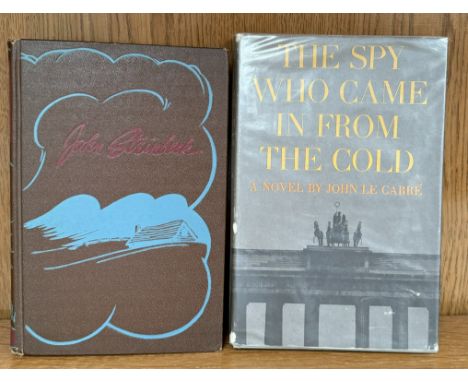 John Steinbeck
THE SPY
WHO CAME
IN FROM
THE COLD
A NOVEL BY JOHN LE CARRÉ